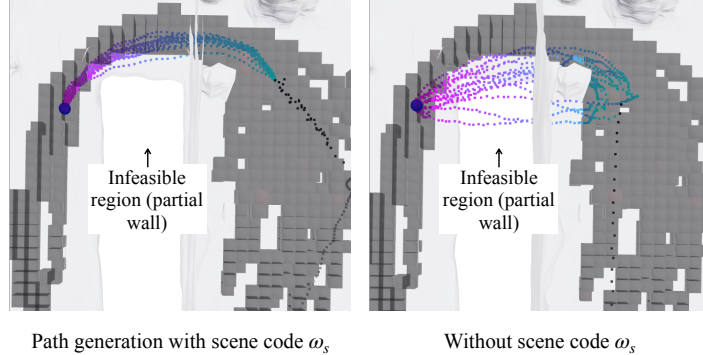 Infeasible
region (partial
wall)
Infeasible
region (partial
wall)
Path generation with scene code ωₛ
Without scene code ωₛ